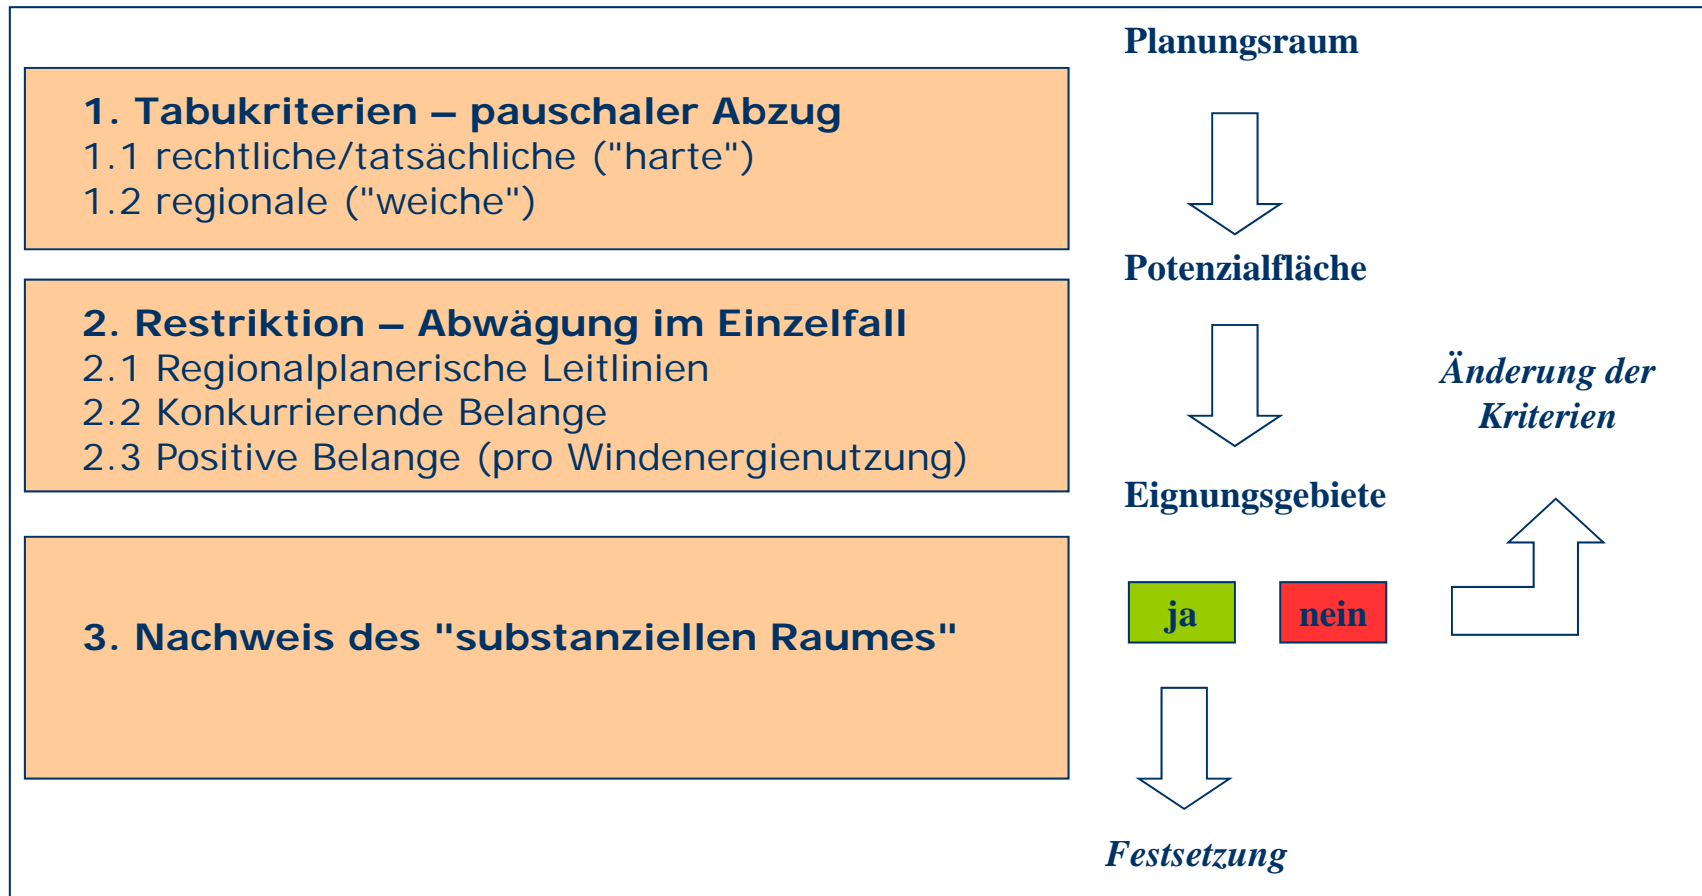 Planungsraum
1. Tabukriterien – pauschaler Abzug
1.1 rechtliche/tatsächliche ("harte")
1.2 regionale ("weiche")
Potenzialfläche
2. Restriktion – Abwägung im Einzelfall
2.1 Regionalplanerische Leitlinien
2.2 Konkurrierende Belange
2.3 Positive Belange (pro Windenergienutzung)
Änderung der
Kriterien
Eignungsgebiete
3. Nachweis des "substanziellen Raumes"
ja
nein
Festsetzung